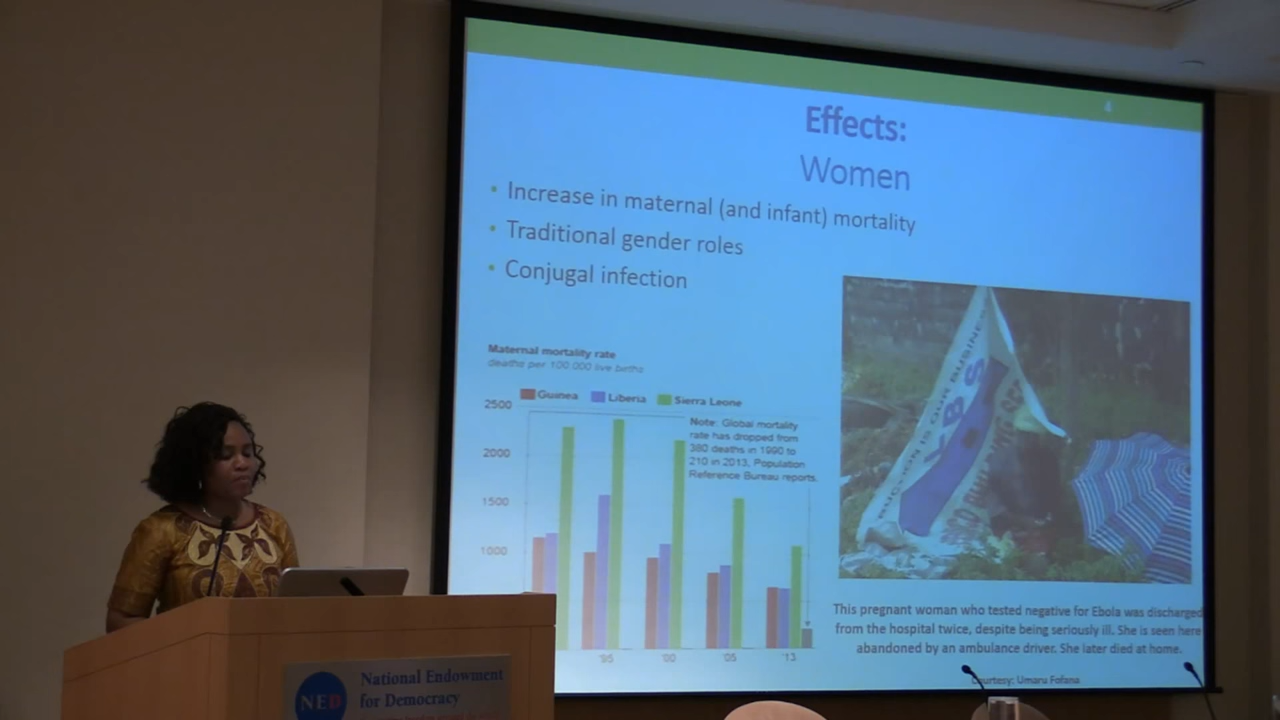 4
Effects:
Women
Increase in maternal (and infant) mortality
Traditional gender roles
Conjugal infection
Maternal mortality rate
deaths per 100,000 live births
Guinea Liberia Sierra Leone
2500
2000
1500
1000
'95 '00 '05 '13
Note: Global mortality
rate has dropped from
380 deaths in 1990 to
210 in 2013, Population
Reference Bureau reports.
This pregnant woman who tested negative for Ebola was discharged
from the hospital twice, despite being seriously ill. She is seen here
abandoned by an ambulance driver. She later died at home.
Courtesy: Umaru Fofana
NED
National Endowment
for Democracy